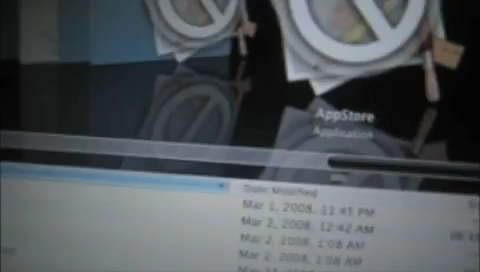 AppStore
Application
Date Modified
Mar 1, 2008, 11:45 PM
Mar 2, 2008, 12:42 AM
Mar 2, 2008, 1:08 AM
Mar 2, 2008, 1:08 AM